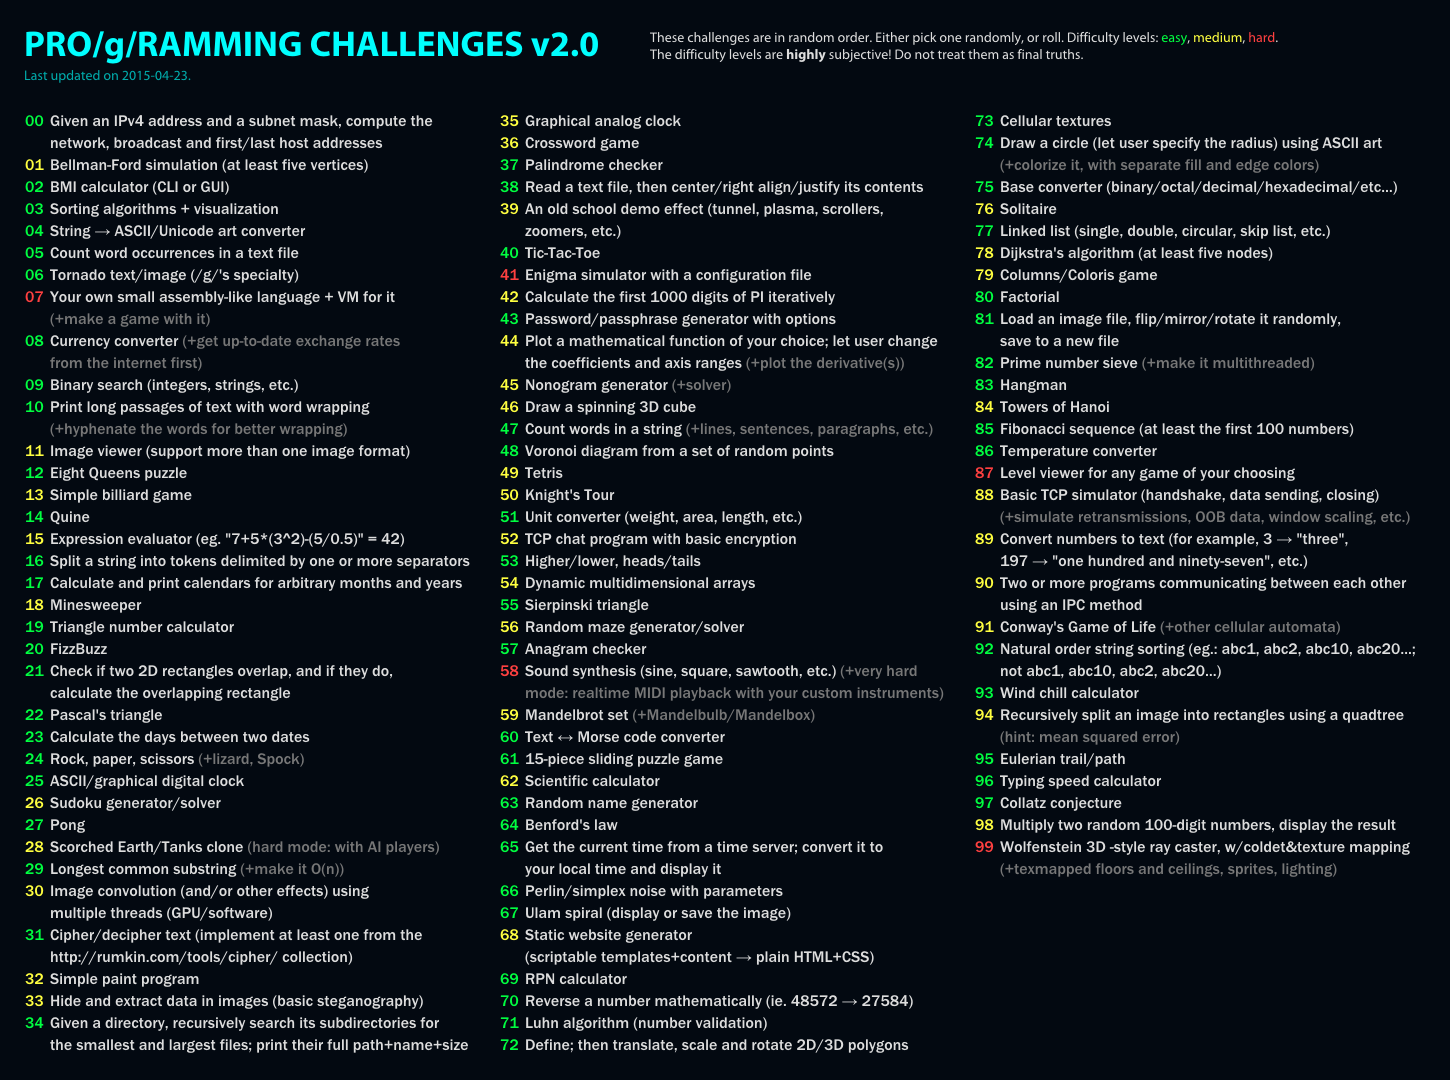 PRO/g/RAMMING CHALLENGES v2.0
Last updated on 2015-04-23.
These challenges are in random order. Either pick one randomly, or roll. Difficulty levels: easy, medium, hard.
The difficulty levels are highly subjective! Do not treat them as final truths.
00 Given an IPv4 address and a subnet mask, compute the
network, broadcast and first/last host addresses
01 Bellman-Ford simulation (at least five vertices)
02 BMI calculator (CLI or GUI)
03 Sorting algorithms + visualization
04 String → ASCII/Unicode art converter
05 Count word occurrences in a text file
06 Tornado text/image (/g/'s specialty)
07 Your own small assembly-like language + VM for it
(+make a game with it)
08 Currency converter (+get up-to-date exchange rates
from the internet first)
09 Binary search (integers, strings, etc.)
10 Print long passages of text with word wrapping
(+hyphenate the words for better wrapping)
11 Image viewer (support more than one image format)
12 Eight Queens puzzle
13 Simple billiard game
14 Quine
15 Expression evaluator (eg. "7+5*(3^2)-(5/0.5)" = 42)
16 Split a string into tokens delimited by one or more separators
17 Calculate and print calendars for arbitrary months and years
18 Minesweeper
19 Triangle number calculator
20 FizzBuzz
21 Check if two 2D rectangles overlap, and if they do,
calculate the overlapping rectangle
22 Pascal's triangle
23 Calculate the days between two dates
24 Rock, paper, scissors (+lizard, Spock)
25 ASCII/graphical digital clock
26 Sudoku generator/solver
27 Pong
28 Scorched Earth/Tanks clone (hard mode: with AI players)
29 Longest common substring (+make it O(n))
30 Image convolution (and/or other effects) using
multiple threads (GPU/software)
31 Cipher/decipher text (implement at least one from the
http://rumkin.com/tools/cipher/ collection)
32 Simple paint program
33 Hide and extract data in images (basic steganography)
34 Given a directory, recursively search its subdirectories for
the smallest and largest files; print their full path+name+size
35 Graphical analog clock
36 Crossword game
37 Palindrome checker
38 Read a text file, then center/right align/justify its contents
39 An old school demo effect (tunnel, plasma, scrollers,
zoomers, etc.)
40 Tic-Tac-Toe
41 Enigma simulator with a configuration file
42 Calculate the first 1000 digits of PI iteratively
43 Password/passphrase generator with options
44 Plot a mathematical function of your choice; let user change
the coefficients and axis ranges (+plot the derivative(s))
45 Nonogram generator (+solver)
46 Draw a spinning 3D cube
47 Count words in a string (+lines, sentences, paragraphs, etc.)
48 Voronoi diagram from a set of random points
49 Tetris
50 Knight's Tour
51 Unit converter (weight, area, length, etc.)
52 TCP chat program with basic encryption
53 Higher/lower, heads/tails
54 Dynamic multidimensional arrays
55 Sierpinski triangle
56 Random maze generator/solver
57 Anagram checker
58 Sound synthesis (sine, square, sawtooth, etc.) (+very hard
mode: realtime MIDI playback with your custom instruments)
59 Mandelbrot set (+Mandelbulb/Mandelbox)
60 Text ↔ Morse code converter
61 15-piece sliding puzzle game
62 Scientific calculator
63 Random name generator
64 Benford's law
65 Get the current time from a time server; convert it to
your local time and display it
66 Perlin/simplex noise with parameters
67 Ulam spiral (display or save the image)
68 Static website generator
(scriptable templates+content → plain HTML+CSS)
69 RPN calculator
70 Reverse a number mathematically (ie. 48572 → 27584)
71 Luhn algorithm (number validation)
72 Define; then translate, scale and rotate 2D/3D polygons
73 Cellular textures
74 Draw a circle (let user specify the radius) using ASCII art
(+colorize it, with separate fill and edge colors)
75 Base converter (binary/octal/decimal/hexadecimal/etc...)
76 Solitaire
77 Linked list (single, double, circular, skip list, etc.)
78 Dijkstra's algorithm (at least five nodes)
79 Columns/Coloris game
80 Factorial
81 Load an image file, flip/mirror/rotate it randomly,
save to a new file
82 Prime number sieve (+make it multithreaded)
83 Hangman
84 Towers of Hanoi
85 Fibonacci sequence (at least the first 100 numbers)
86 Temperature converter
87 Level viewer for any game of your choosing
88 Basic TCP simulator (handshake, data sending, closing)
(+simulate retransmissions, OOB data, window scaling, etc.)
89 Convert numbers to text (for example, 3 → "three",
197 → "one hundred and ninety-seven", etc.)
90 Two or more programs communicating between each other
using an IPC method
91 Conway's Game of Life (+other cellular automata)
92 Natural order string sorting (eg.: abc1, abc2, abc10, abc20...;
not abc1, abc10, abc2, abc20...)
93 Wind chill calculator
94 Recursively split an image into rectangles using a quadtree
(hint: mean squared error)
95 Eulerian trail/path
96 Typing speed calculator
97 Collatz conjecture
98 Multiply two random 100-digit numbers, display the result
99 Wolfenstein 3D -style ray caster, w/coldet&texture mapping
(+texmapped floors and ceilings, sprites, lighting)